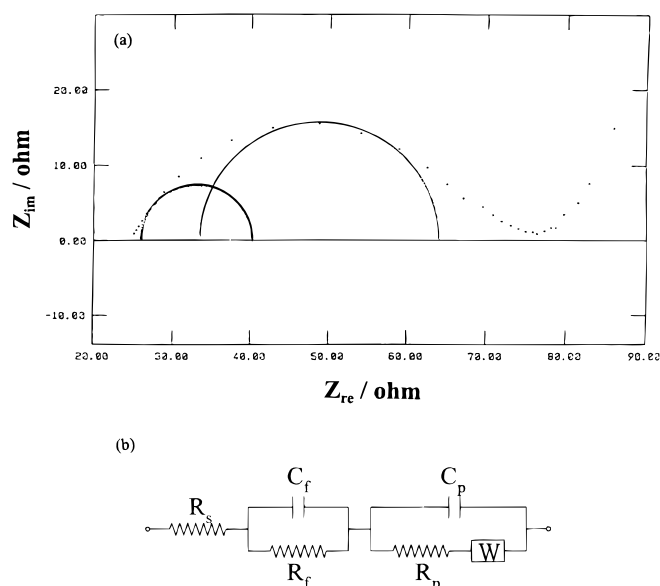 (a)
20.00
10.00
0.00
-10.00
Z_im / ohm
20.00 30.00 40.00 50.00 60.00 70.00 80.00 90.00
Z_re / ohm
(b)
C_f C_p
R_s
W
R_f R_p